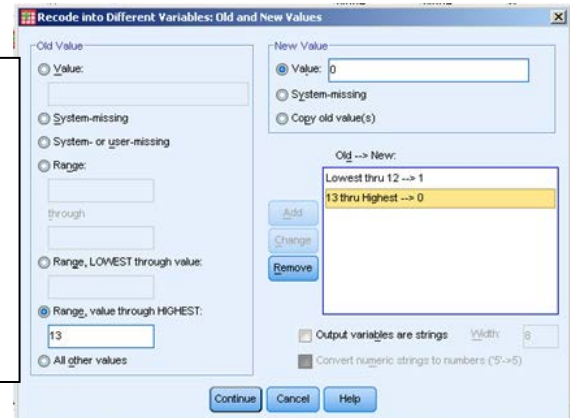 Recode into Different Variables: Old and New Values
Old Value
Value:
System-missing
System- or user-missing
Range:
through
Range, LOWEST through value:
Range, value through HIGHEST:
13
All other values
New Value
Value: 0
System-missing
Copy old value(s)
Old --> New:
Lowest thru 12 --> 1
13 thru Highest --> 0
Add
Change
Remove
Output variables are strings Width: 8
Convert numeric strings to numbers ('5'->5)
Continue Cancel Help